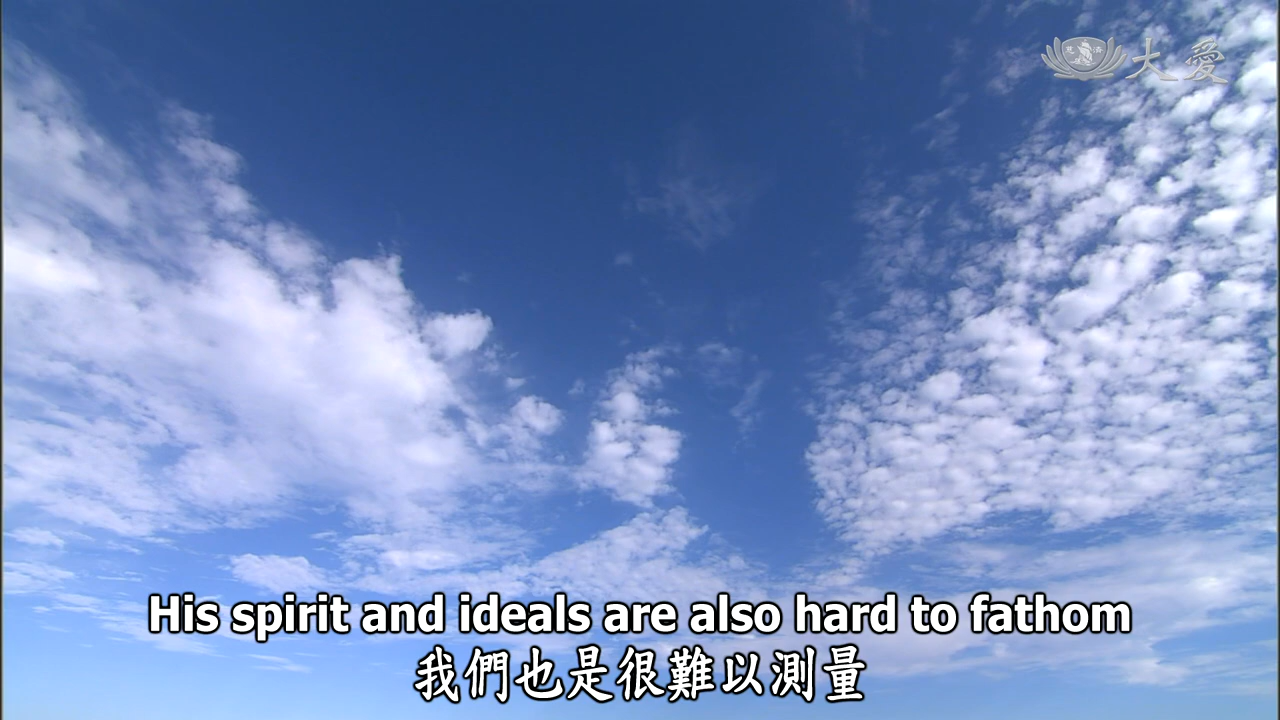 大愛
His spirit and ideals are also hard to fathom
我們也是很難以測量